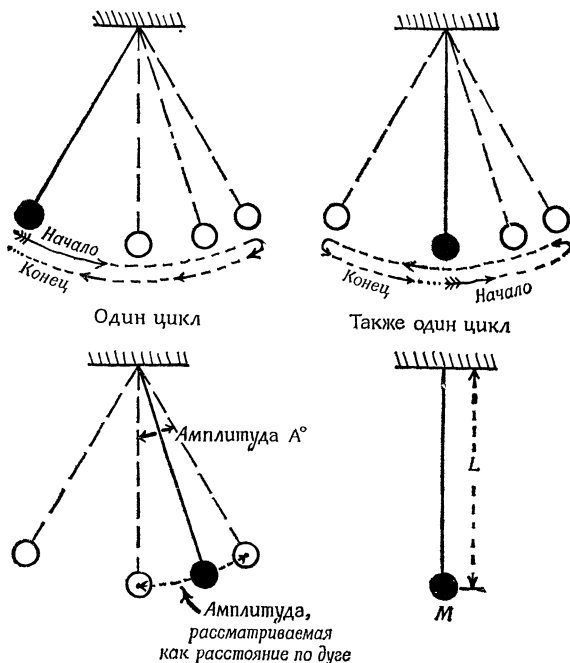 Начало
Конец
Один цикл
Конец
Начало
Также один цикл
Амплитуда A°
Амплитуда,
рассматриваемая
как расстояние по дуге
L
M